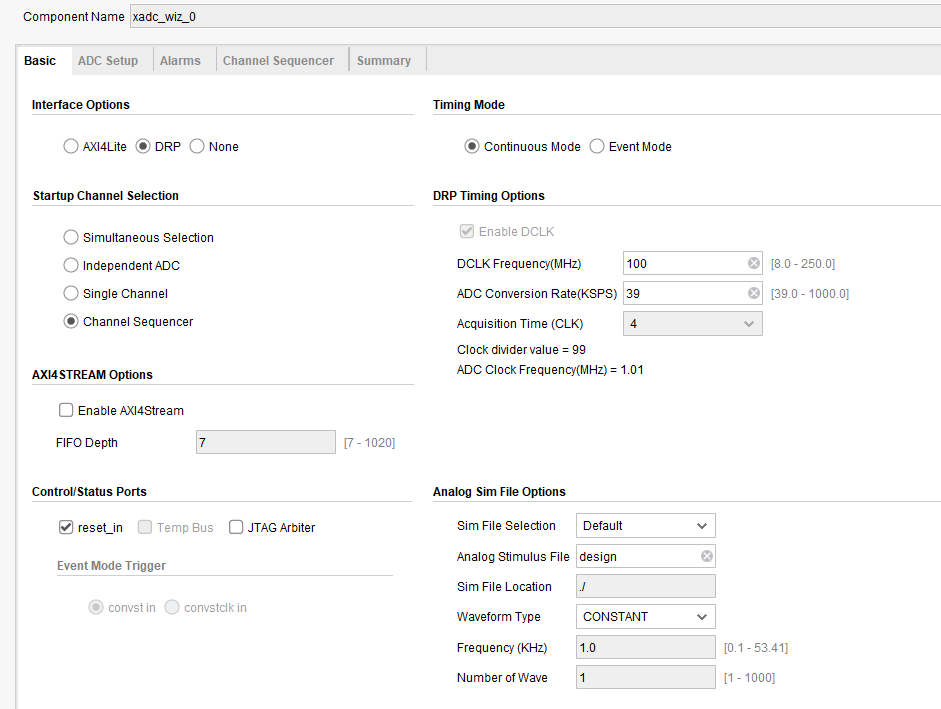 Component Name xadc_wiz_0
Basic ADC Setup Alarms Channel Sequencer Summary
Interface Options
AXI4Lite DRP None
Startup Channel Selection
Simultaneous Selection
Independent ADC
Single Channel
Channel Sequencer
AXI4STREAM Options
Enable AXI4Stream
FIFO Depth 7 [7 - 1020]
Control/Status Ports
reset_in Temp Bus JTAG Arbiter
Event Mode Trigger
convst in convstclk in
Timing Mode
Continuous Mode Event Mode
DRP Timing Options
Enable DCLK
DCLK Frequency(MHz) 100 [8.0 - 250.0]
ADC Conversion Rate(KSPS) 39 [39.0 - 1000.0]
Acquisition Time (CLK) 4
Clock divider value = 99
ADC Clock Frequency(MHz) = 1.01
Analog Sim File Options
Sim File Selection Default
Analog Stimulus File design
Sim File Location ./
Waveform Type CONSTANT
Frequency (KHz) 1.0 [0.1 - 53.41]
Number of Wave 1 [1 - 1000]